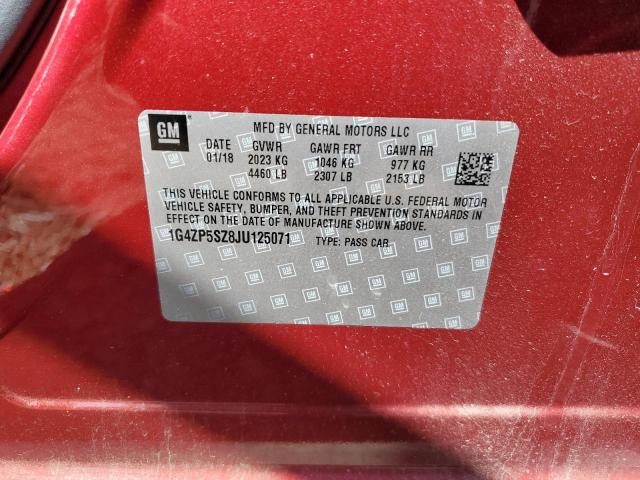 GM
MFD BY GENERAL MOTORS LLC
DATE GVWR GAWR FRT GAWR RR
01/18 2023 KG 1046 KG 977 KG
4460 LB 2307 LB 2153 LB
THIS VEHICLE CONFORMS TO ALL APPLICABLE U.S. FEDERAL MOTOR
VEHICLE SAFETY, BUMPER, AND THEFT PREVENTION STANDARDS IN
EFFECT ON THE DATE OF MANUFACTURE SHOWN ABOVE.
1G4ZP5SZ8JU125071 TYPE: PASS CAR